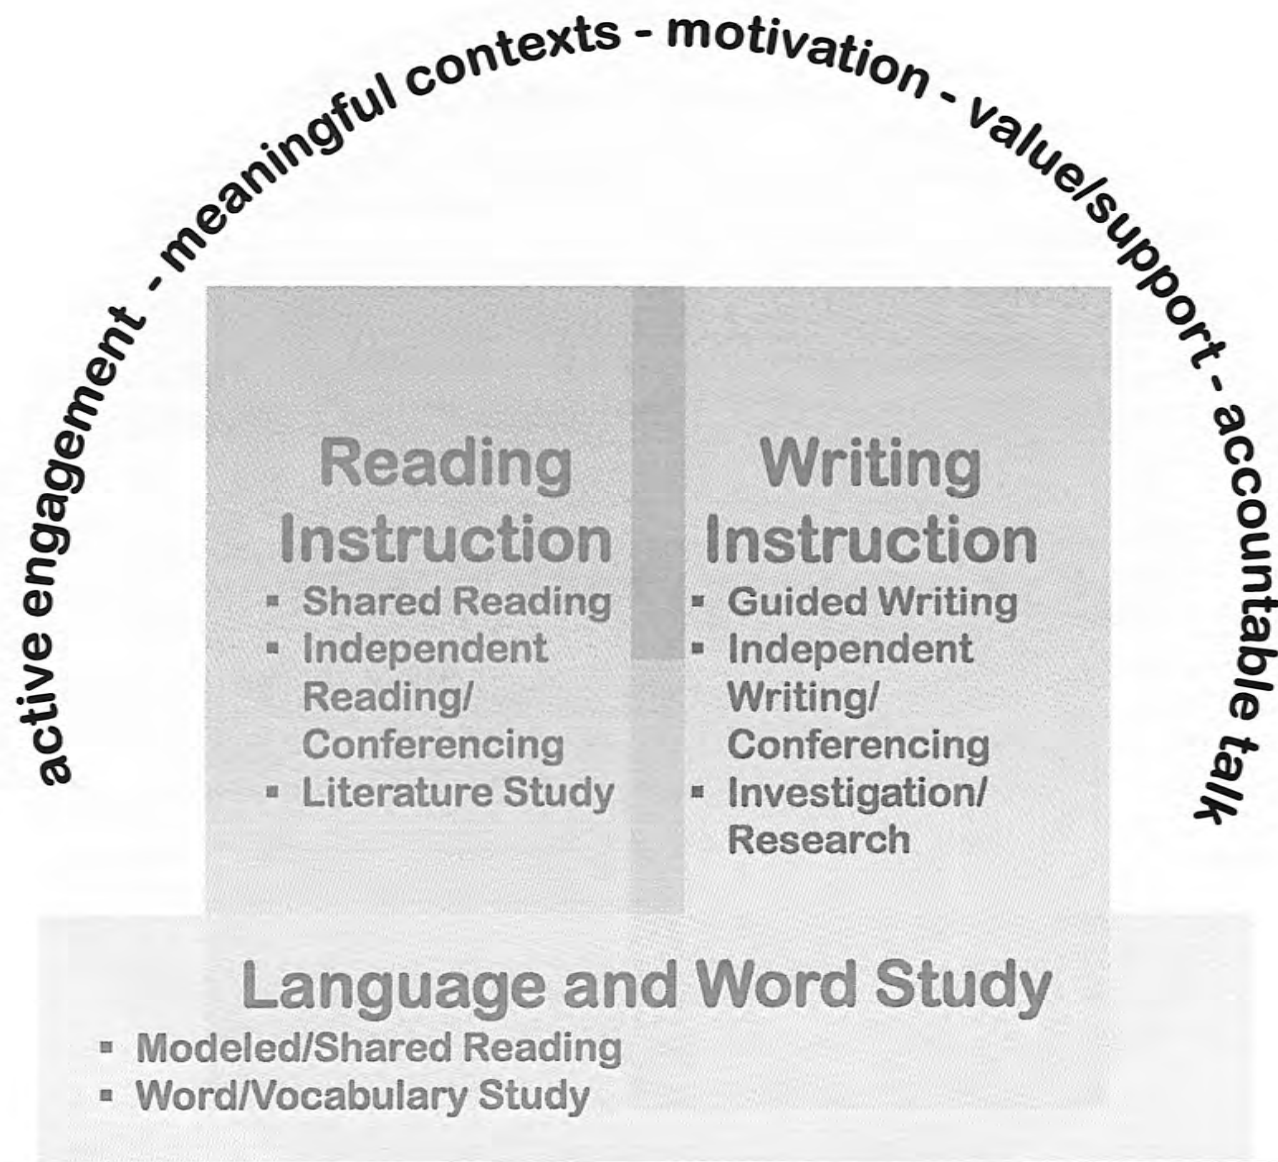 active engagement - meaningful contexts - motivation - value/support - accountable talk
Reading
Instruction
▪ Shared Reading
▪ Independent
Reading/
Conferencing
▪ Literature Study
Writing
Instruction
▪ Guided Writing
▪ Independent
Writing/
Conferencing
▪ Investigation/
Research
Language and Word Study
▪ Modeled/Shared Reading
▪ Word/Vocabulary Study